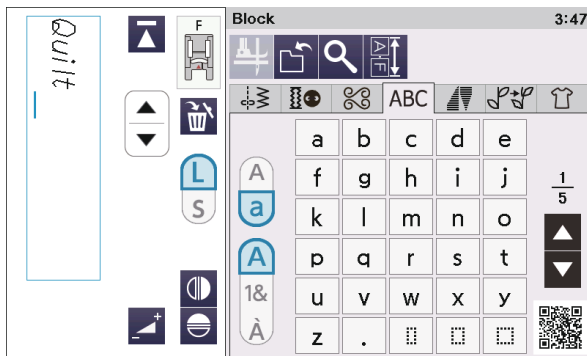 Quilt
F
L
S
Block 3:47
A-F
ABC
A
a
A
1&
À
a b c d e
f g h i j
k l m n o
p q r s t
u v w x y
z .
1
5